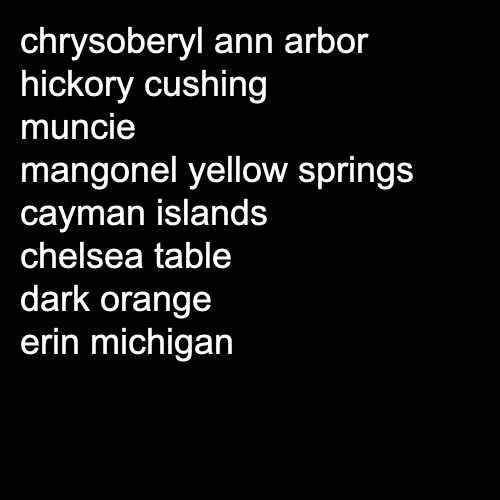 chrysoberyl ann arbor
hickory cushing
muncie
mangonel yellow springs
cayman islands
chelsea table
dark orange
erin michigan